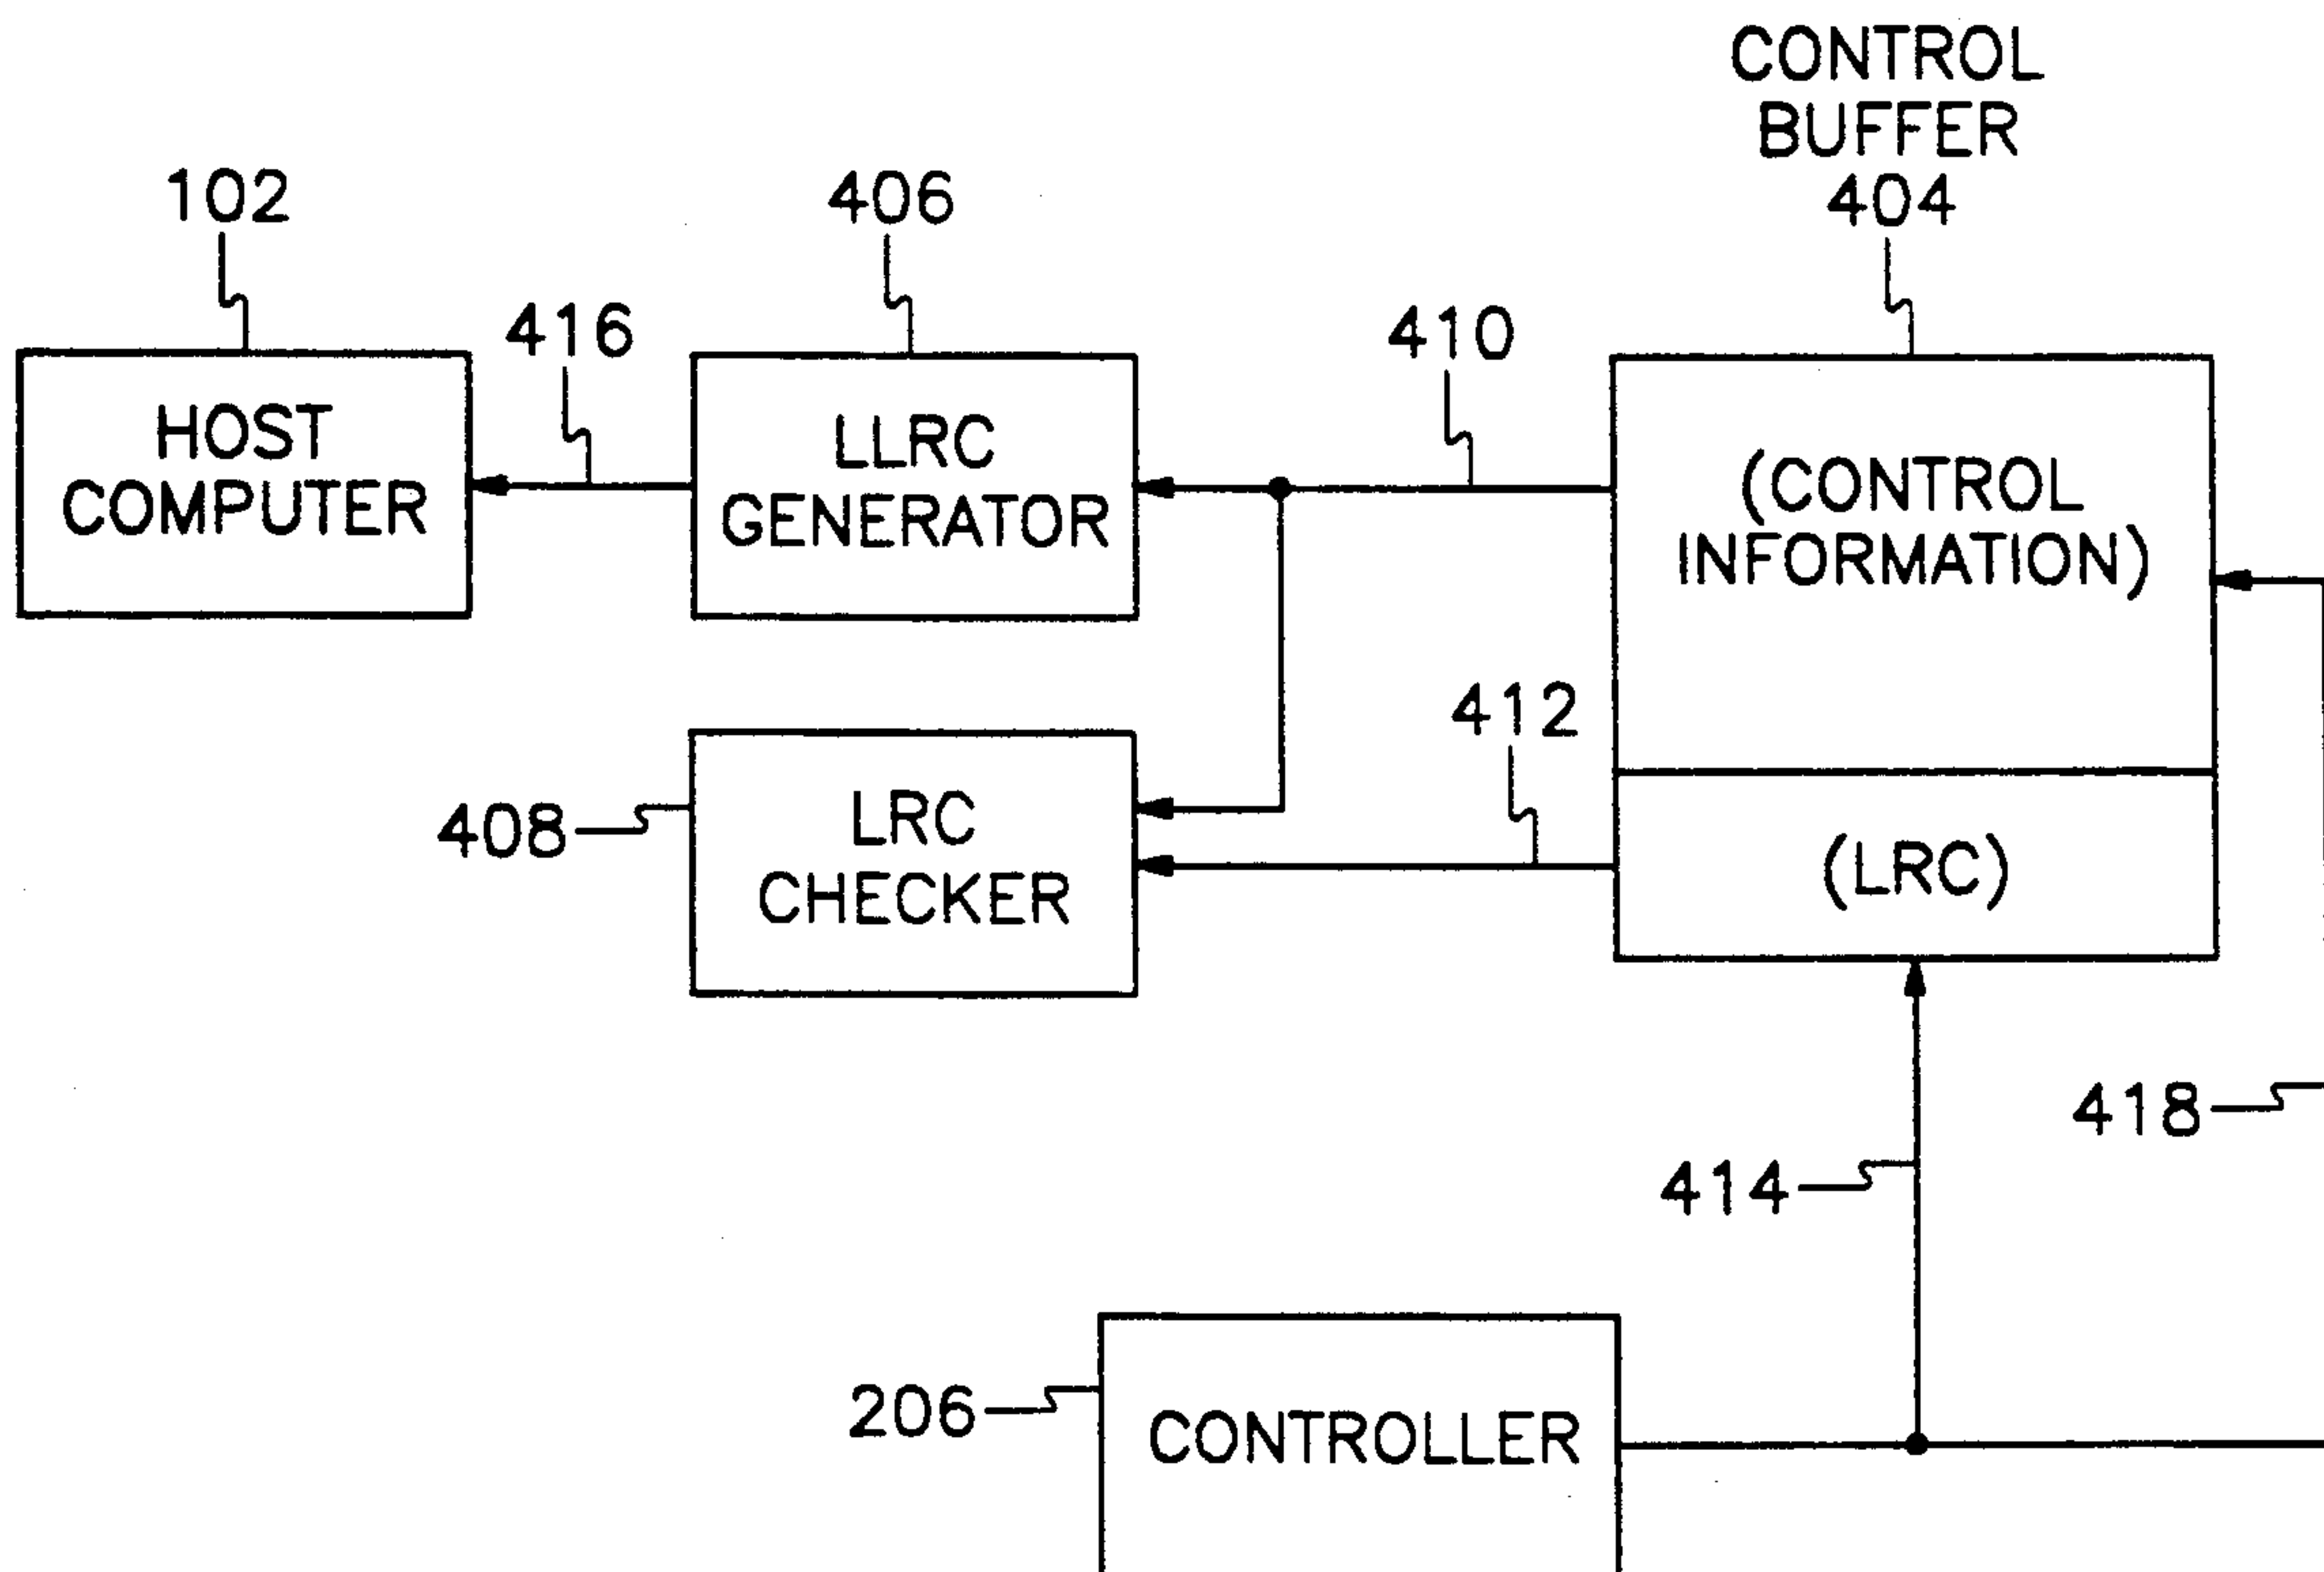 CONTROL
BUFFER
404
102
406
416
410
HOST
COMPUTER
LLRC
GENERATOR
(CONTROL
INFORMATION)
412
408
LRC
CHECKER
(LRC)
418
414
206
CONTROLLER